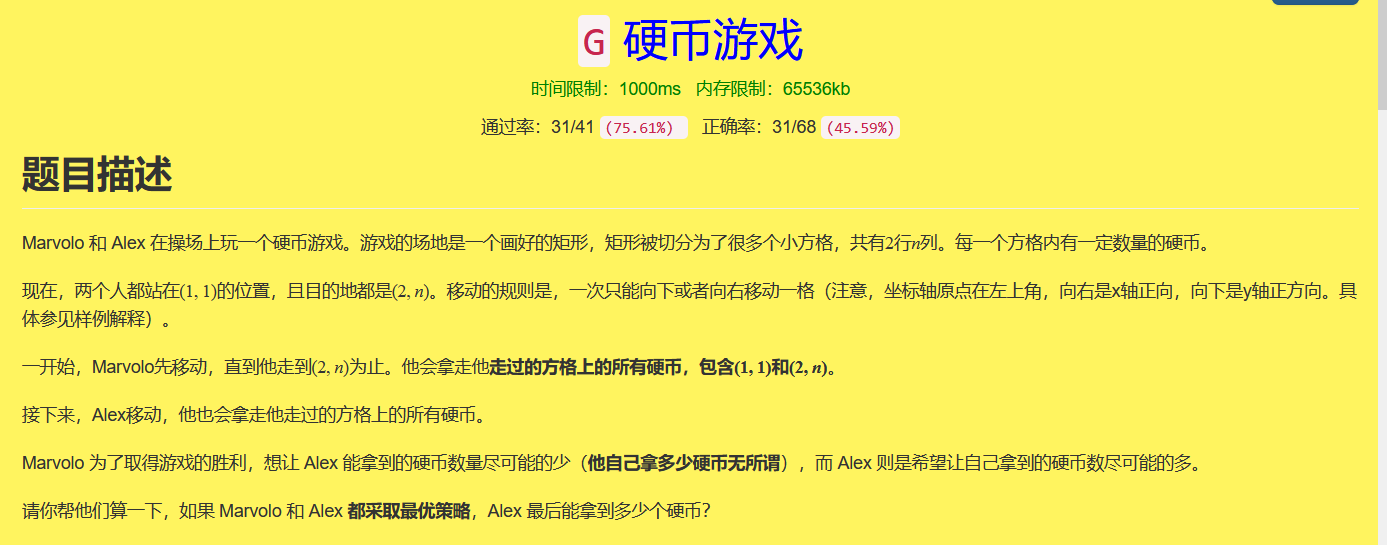 G 硬币游戏
时间限制：1000ms 内存限制：65536kb
通过率：31/41 (75.61%) 正确率：31/68 (45.59%)
题目描述
Marvolo 和 Alex 在操场上玩一个硬币游戏。游戏的场地是一个画好的矩形，矩形被切分为了很多个小方格，共有2行n列。每一个方格内有一定数量的硬币。
现在，两个人都站在(1, 1)的位置，且目的地都是(2, n)。移动的规则是，一次只能向下或者向右移动一格（注意，坐标轴原点在左上角，向右是x轴正向，向下是y轴正方向。具
体参见样例解释）。
一开始，Marvolo先移动，直到他走到(2, n)为止。他会拿走他走过的方格上的所有硬币，包含(1, 1)和(2, n)。
接下来，Alex移动，他也会拿走他走过的方格上的所有硬币。
Marvolo 为了取得游戏的胜利，想让 Alex 能拿到的硬币数量尽可能的少（他自己拿多少硬币无所谓），而 Alex 则是希望让自己拿到的硬币数尽可能的多。
请你帮他们算一下，如果 Marvolo 和 Alex 都采取最优策略，Alex 最后能拿到多少个硬币？